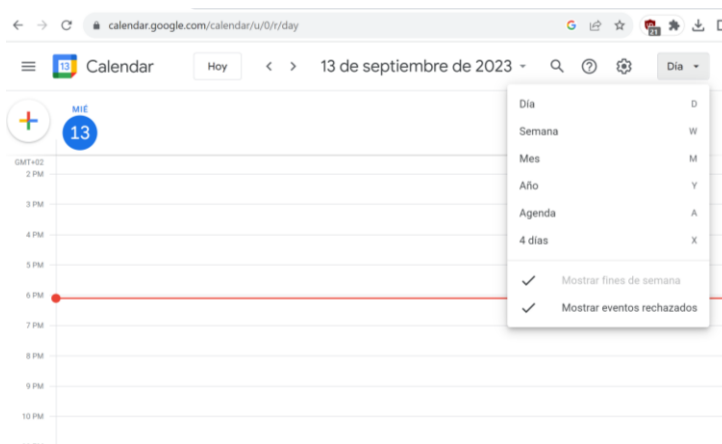 calendar.google.com/calendar/u/0/r/day
G
21
13
Calendar
Hoy
13 de septiembre de 2023
Día
MIÉ
13
GMT+02
2 PM
3 PM
4 PM
5 PM
6 PM
7 PM
8 PM
9 PM
10 PM
Día D
Semana W
Mes M
Año Y
Agenda A
4 días X
Mostrar fines de semana
Mostrar eventos rechazados